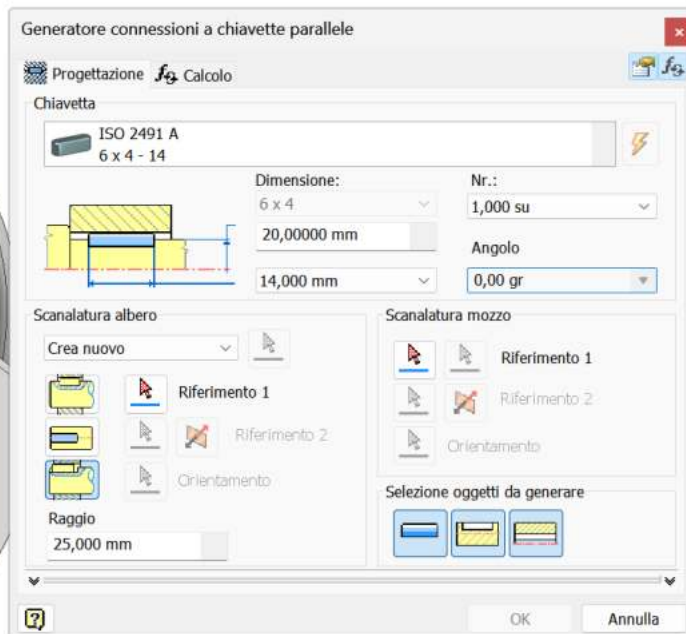 Generatore connessioni a chiavette parallele
Progettazione
Calcolo
Chiavetta
ISO 2491 A
6 x 4 - 14
Dimensione:
6 x 4
20,00000 mm
14,000 mm
Nr.:
1,000 su
Angolo
0,00 gr
Scanalatura albero
Crea nuovo
Riferimento 1
Riferimento 2
Orientamento
Raggio
25,000 mm
Scanalatura mozzo
Riferimento 1
Riferimento 2
Orientamento
Selezione oggetti da generare
OK
Annulla